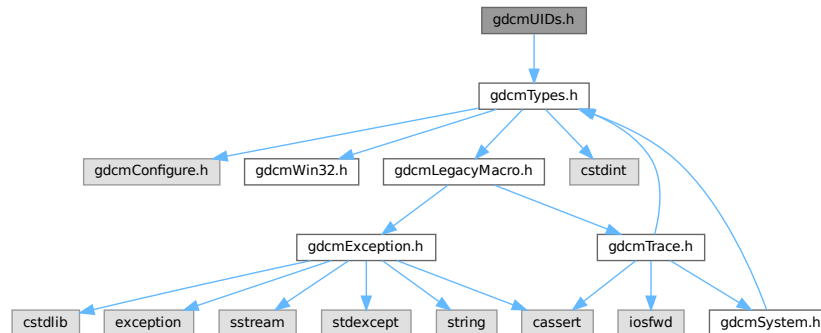 gdcmUIDs.h
gdcmTypes.h
gdcmConfigure.h
gdcmWin32.h
gdcmLegacyMacro.h
cstdint
gdcmException.h
gdcmTrace.h
cstdlib
exception
sstream
stdexcept
string
cassert
iosfwd
gdcmSystem.h